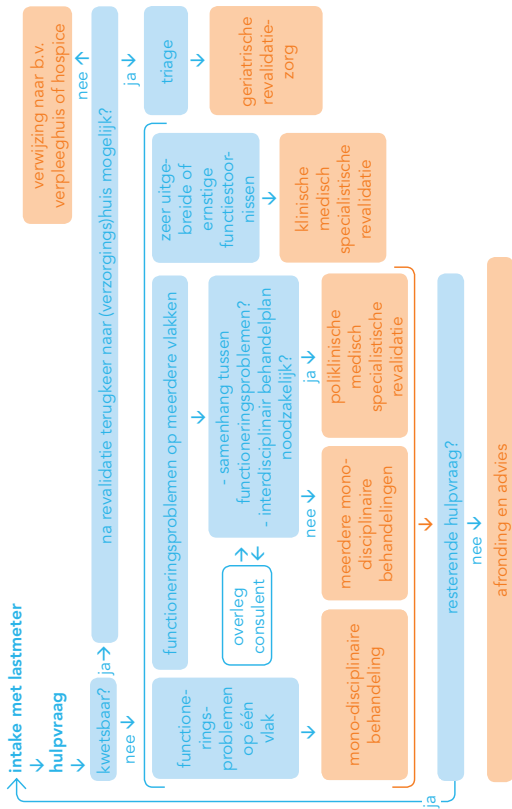 intake met lastmeter
hulpvraag
kwetsbaar?
ja
nee
na revalidatie terugkeer naar (verzorgings)huis mogelijk?
nee
verwijzing naar b.v.
verpleeghuis of hospice
ja
triage
geriatrische
revalidatie-
zorg
functione-
rings-
problemen
op één
vlak
mono-disciplinaire
behandeling
functioneringsproblemen op meerdere vlakken
- samenhang tussen
functioneringsproblemen?
- interdisciplinair behandelplan
noodzakelijk?
overleg
consulent
nee
meerdere mono-
disciplinaire
behandelingen
ja
poliklinische
medisch
specialistische
revalidatie
zeer uitge-
breide of
ernstige
functiestoor-
nissen
klinische
medisch
specialistische
revalidatie
resterende hulpvraag?
ja
nee
afronding en advies